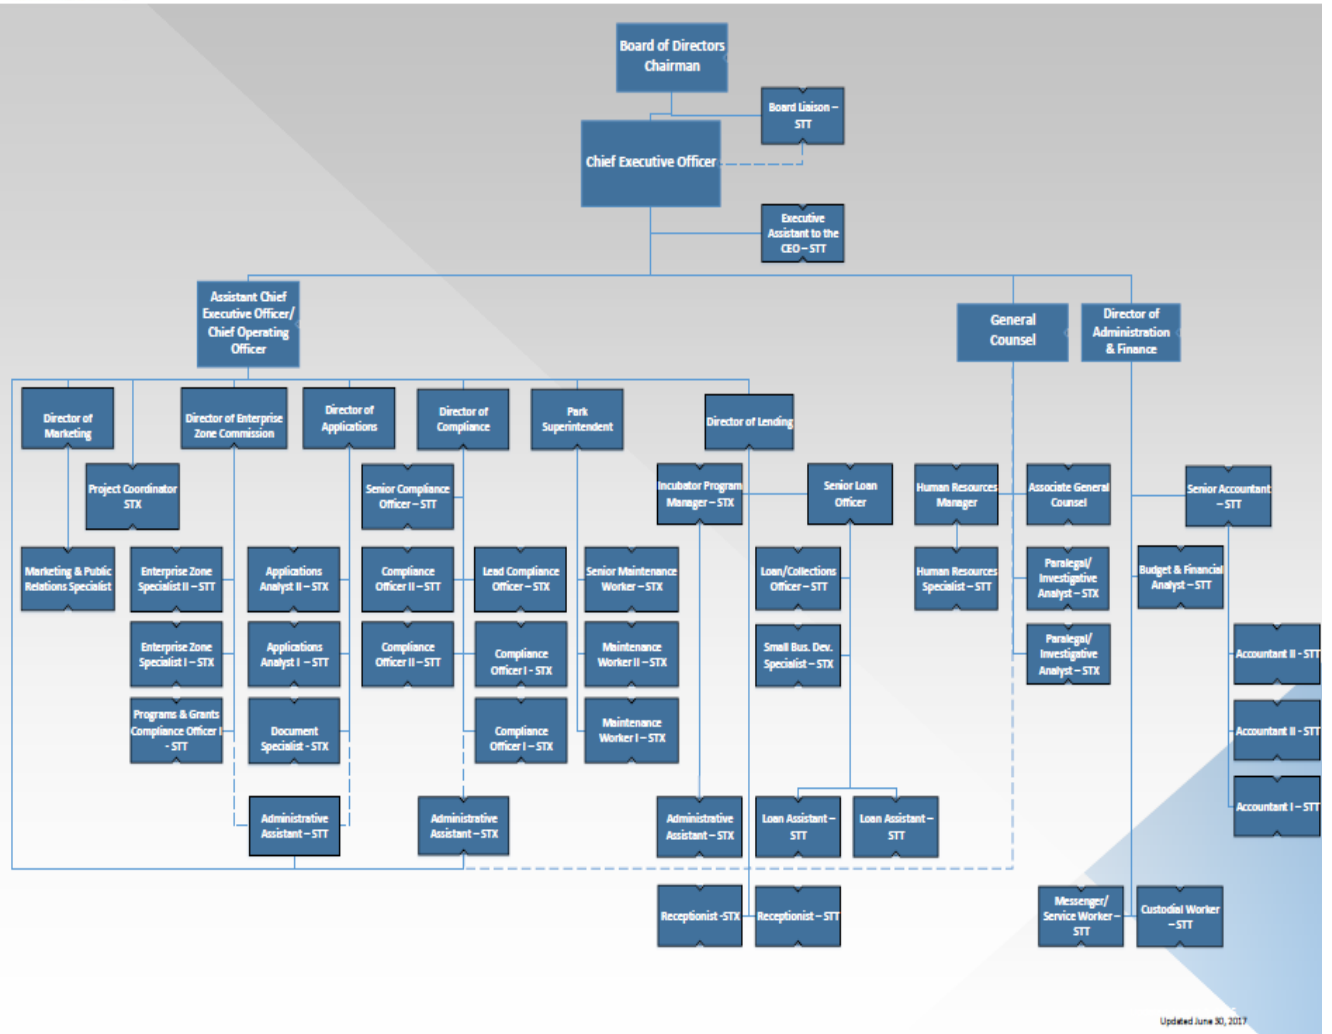 Board of Directors
Chairman
Board Liaison –
STT
Chief Executive Officer
Executive
Assistant to the
CEO – STT
Assistant Chief
Executive Officer/
Chief Operating
Officer
General
Counsel
Director of
Administration
& Finance
Director of
Marketing
Director of Enterprise
Zone Commission
Director of
Applications
Director of
Compliance
Park
Superintendent
Director of Lending
Project Coordinator
STX
Senior Compliance
Officer – STT
Incubator Program
Manager – STX
Senior Loan
Officer
Human Resources
Manager
Associate General
Counsel
Senior Accountant
– STT
Marketing & Public
Relations Specialist
Enterprise Zone
Specialist II – STT
Applications
Analyst II – STX
Compliance
Officer II – STT
Lead Compliance
Officer – STX
Senior Maintenance
Worker – STX
Loan/Collections
Officer – STT
Human Resources
Specialist – STT
Paralegal/
Investigative
Analyst – STX
Budget & Financial
Analyst – STT
Enterprise Zone
Specialist I – STX
Applications
Analyst I – STT
Compliance
Officer II – STT
Compliance
Officer I - STX
Maintenance
Worker II – STX
Small Bus. Dev.
Specialist – STX
Paralegal/
Investigative
Analyst – STX
Accountant II - STT
Programs & Grants
Compliance Officer I
- STT
Document
Specialist - STX
Compliance
Officer I – STX
Maintenance
Worker I – STX
Accountant II - STT
Administrative
Assistant – STT
Administrative
Assistant – STX
Administrative
Assistant – STX
Loan Assistant –
STT
Loan Assistant –
STT
Accountant I – STT
Receptionist -STX
Receptionist – STT
Messenger/
Service Worker –
STT
Custodial Worker
– STT
Updated June 30, 2017